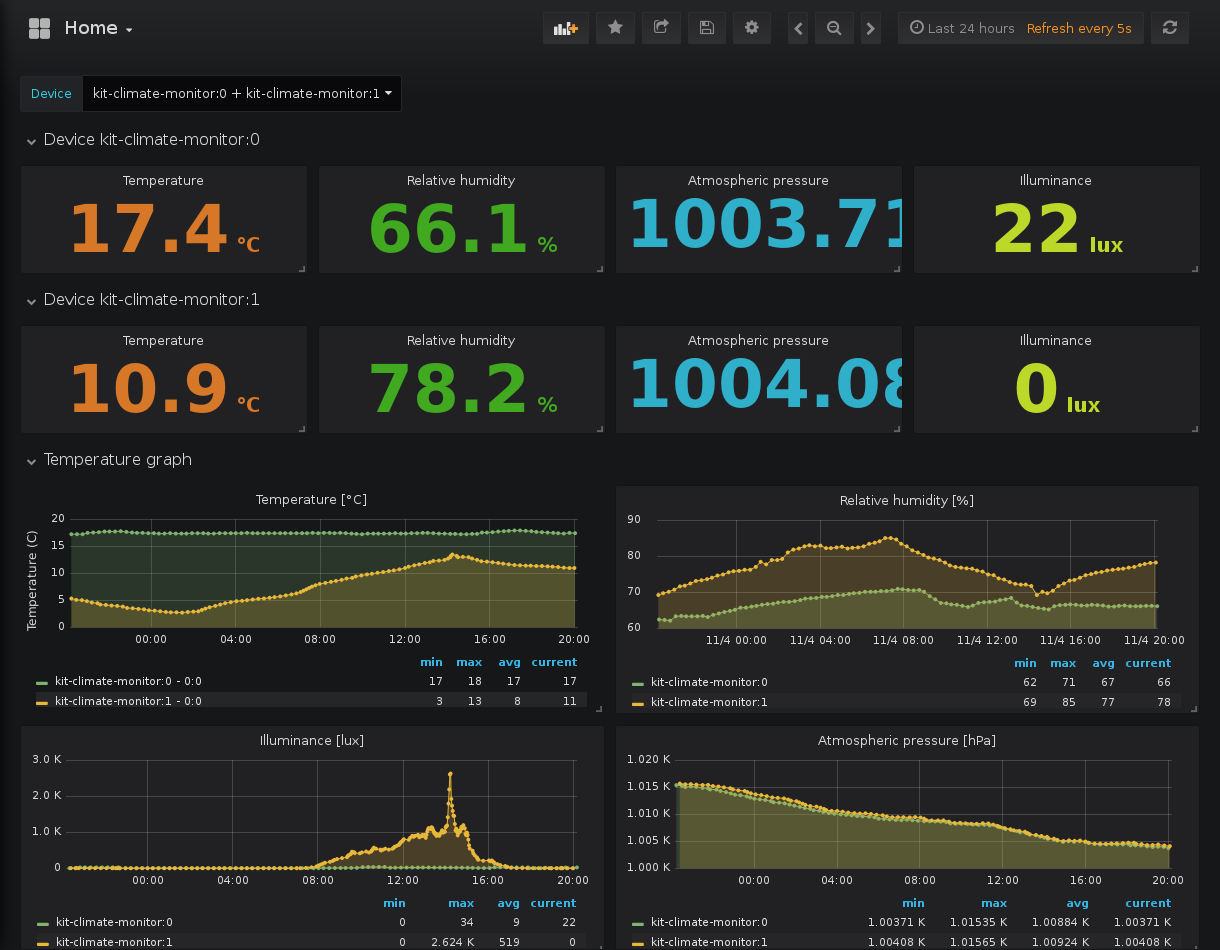 Home
Last 24 hours Refresh every 5s
Device kit-climate-monitor:0 + kit-climate-monitor:1
Device kit-climate-monitor:0
Temperature Relative humidity Atmospheric pressure Illuminance
17.4 °C 66.1 % 1003.71 22 lux
Device kit-climate-monitor:1
Temperature Relative humidity Atmospheric pressure Illuminance
10.9 °C 78.2 % 1004.08 0 lux
Temperature graph
Temperature [°C]
Temperature (C)
20
15
10
5
0
00:00 04:00 08:00 12:00 16:00 20:00
min max avg current
kit-climate-monitor:0 - 0:0 17 18 17 17
kit-climate-monitor:1 - 0:0 3 13 8 11
Relative humidity [%]
90
80
70
60
11/4 00:00 11/4 04:00 11/4 08:00 11/4 12:00 11/4 16:00 11/4 20:00
min max avg current
kit-climate-monitor:0 62 71 67 66
kit-climate-monitor:1 69 85 77 78
Illuminance [lux]
3.0 K
2.0 K
1.0 K
0
00:00 04:00 08:00 12:00 16:00 20:00
min max avg current
kit-climate-monitor:0 0 34 9 22
kit-climate-monitor:1 0 2.624 K 519 0
Atmospheric pressure [hPa]
1.020 K
1.015 K
1.010 K
1.005 K
1.000 K
00:00 04:00 08:00 12:00 16:00 20:00
min max avg current
kit-climate-monitor:0 1.00371 K 1.01535 K 1.00884 K 1.00371 K
kit-climate-monitor:1 1.00408 K 1.01565 K 1.00924 K 1.00408 K